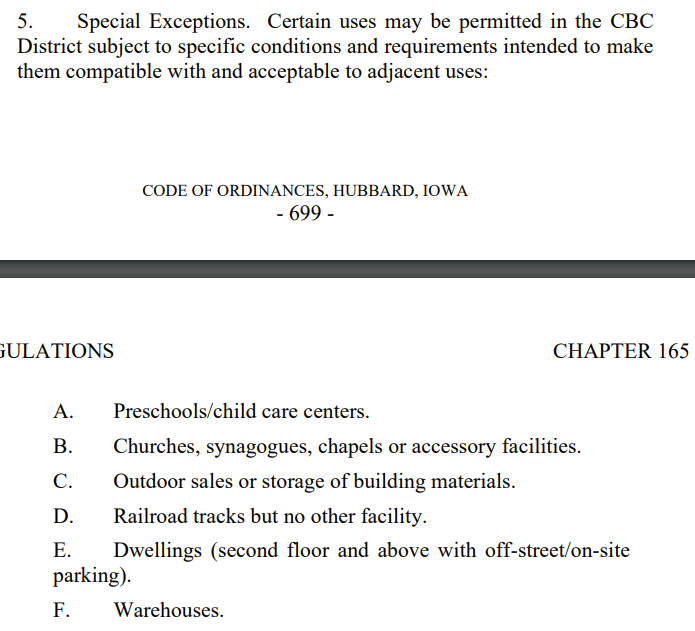 5. Special Exceptions. Certain uses may be permitted in the CBC
District subject to specific conditions and requirements intended to make
them compatible with and acceptable to adjacent uses:
CODE OF ORDINANCES, HUBBARD, IOWA
- 699 -
GULATIONS CHAPTER 165
A. Preschools/child care centers.
B. Churches, synagogues, chapels or accessory facilities.
C. Outdoor sales or storage of building materials.
D. Railroad tracks but no other facility.
E. Dwellings (second floor and above with off-street/on-site
parking).
F. Warehouses.